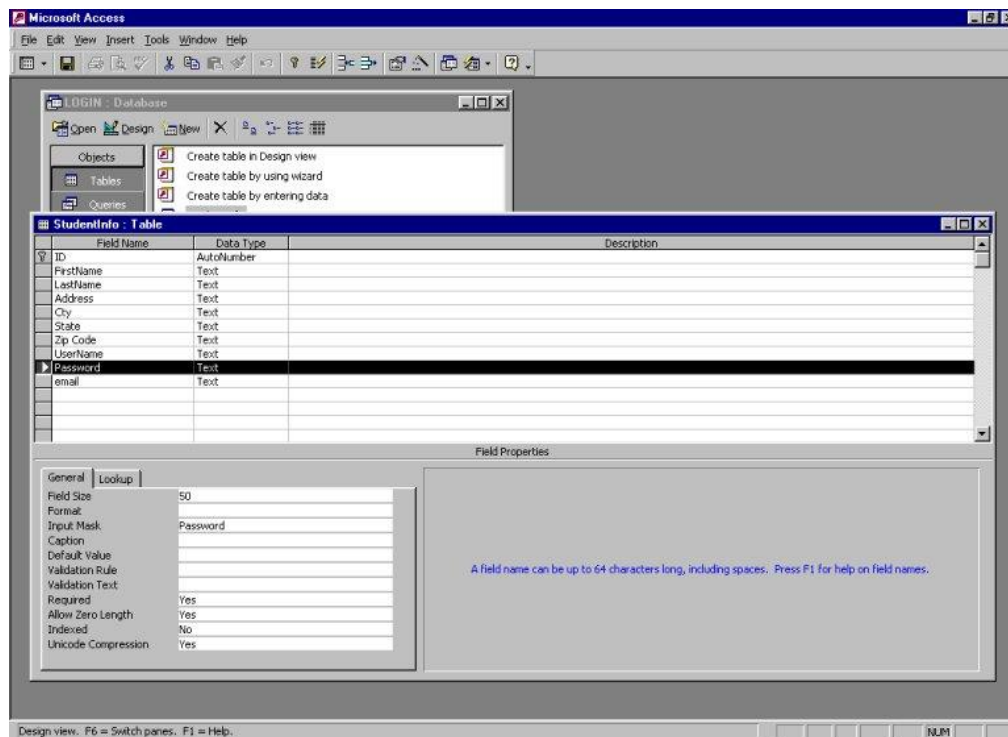 Microsoft Access
File Edit View Insert Tools Window Help
LOGIN : Database
Open Design New
Objects
Create table in Design view
Tables
Create table by using wizard
Queries
Create table by entering data
StudentInfo : Table
Field Name Data Type Description
ID AutoNumber
FirstName Text
LastName Text
Address Text
City Text
State Text
Zip Code Text
UserName Text
Password Text
email Text
Field Properties
General Lookup
Field Size 50
Format
Input Mask Password
Caption
Default Value
Validation Rule
Validation Text
Required Yes
Allow Zero Length Yes
Indexed No
Unicode Compression Yes
A field name can be up to 64 characters long, including spaces. Press F1 for help on field names.
Design view. F6 = Switch panes. F1 = Help.
NUM